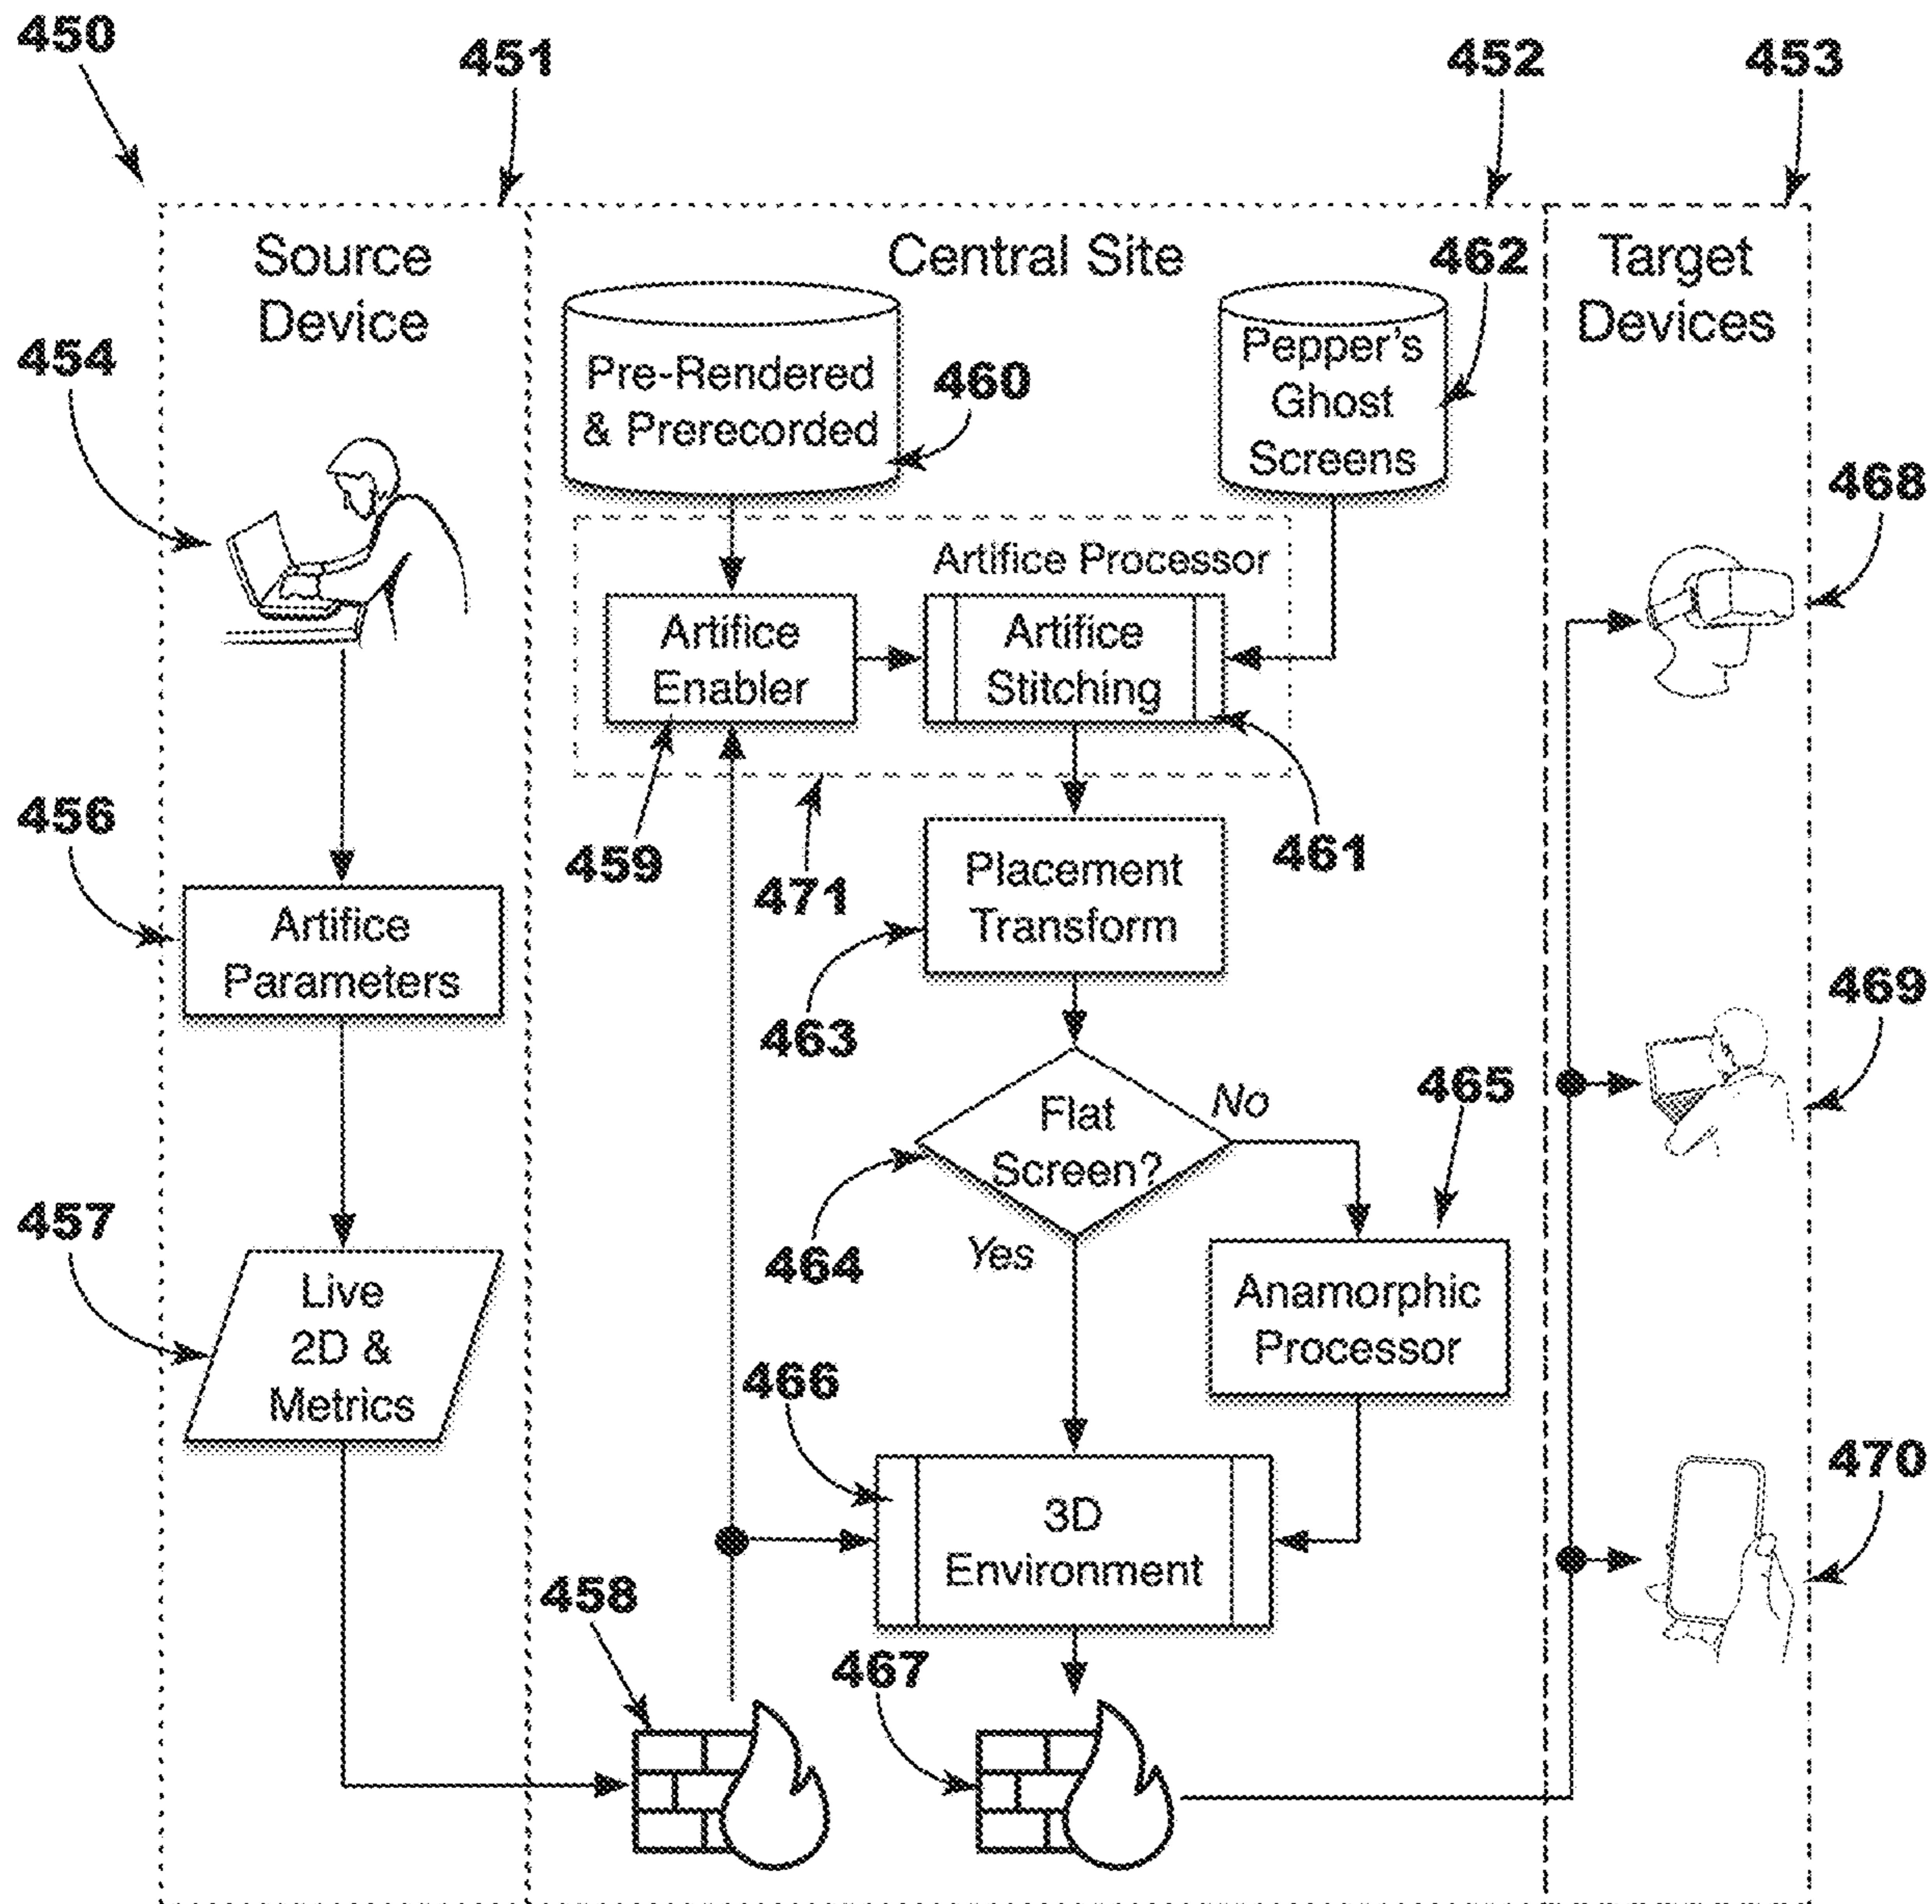 450
451
452
453
Source
Device
Central Site
Target
Devices
462
454
Pre-Rendered
& Prerecorded
460
Pepper's
Ghost
Screens
468
Artifice Processor
Artifice
Enabler
Artifice
Stitching
456
459
471
461
Artifice
Parameters
Placement
Transform
463
469
Flat
Screen?
No
465
457
464
Yes
Live
2D &
Metrics
Anamorphic
Processor
466
470
3D
Environment
458
467